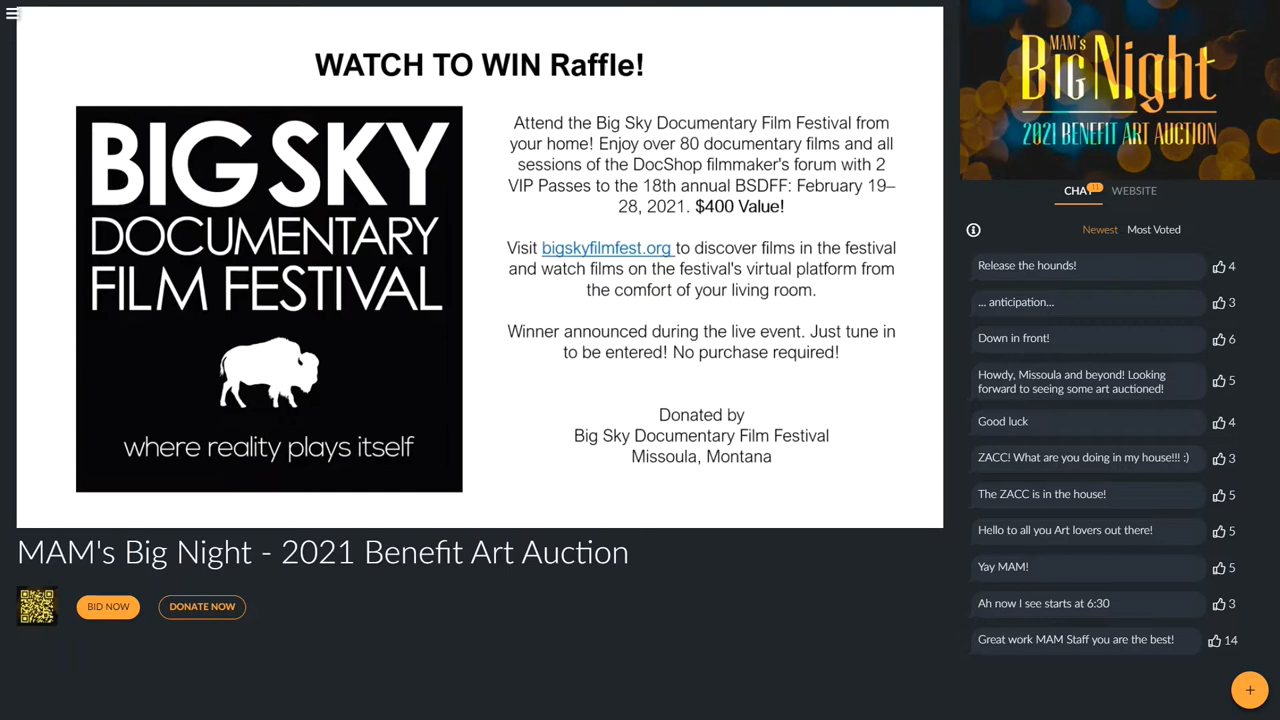 WATCH TO WIN Raffle!
BIG SKY
DOCUMENTARY
FILM FESTIVAL
where reality plays itself
Attend the Big Sky Documentary Film Festival from
your home! Enjoy over 80 documentary films and all
sessions of the DocShop filmmaker's forum with 2
VIP Passes to the 18th annual BSDFF: February 19–
28, 2021. $400 Value!
Visit bigskyfilmfest.org to discover films in the festival
and watch films on the festival's virtual platform from
the comfort of your living room.
Winner announced during the live event. Just tune in
to be entered! No purchase required!
Donated by
Big Sky Documentary Film Festival
Missoula, Montana
MAM's Big Night - 2021 Benefit Art Auction
BID NOW
DONATE NOW
MAM's
Big Night
2021 BENEFIT ART AUCTION
CHAT 11
WEBSITE
Newest
Most Voted
Release the hounds!
4
... anticipation...
3
Down in front!
6
Howdy, Missoula and beyond! Looking
forward to seeing some art auctioned!
5
Good luck
4
ZACC! What are you doing in my house!!! :)
3
The ZACC is in the house!
5
Hello to all you Art lovers out there!
5
Yay MAM!
5
Ah now I see starts at 6:30
3
Great work MAM Staff you are the best!
14
+